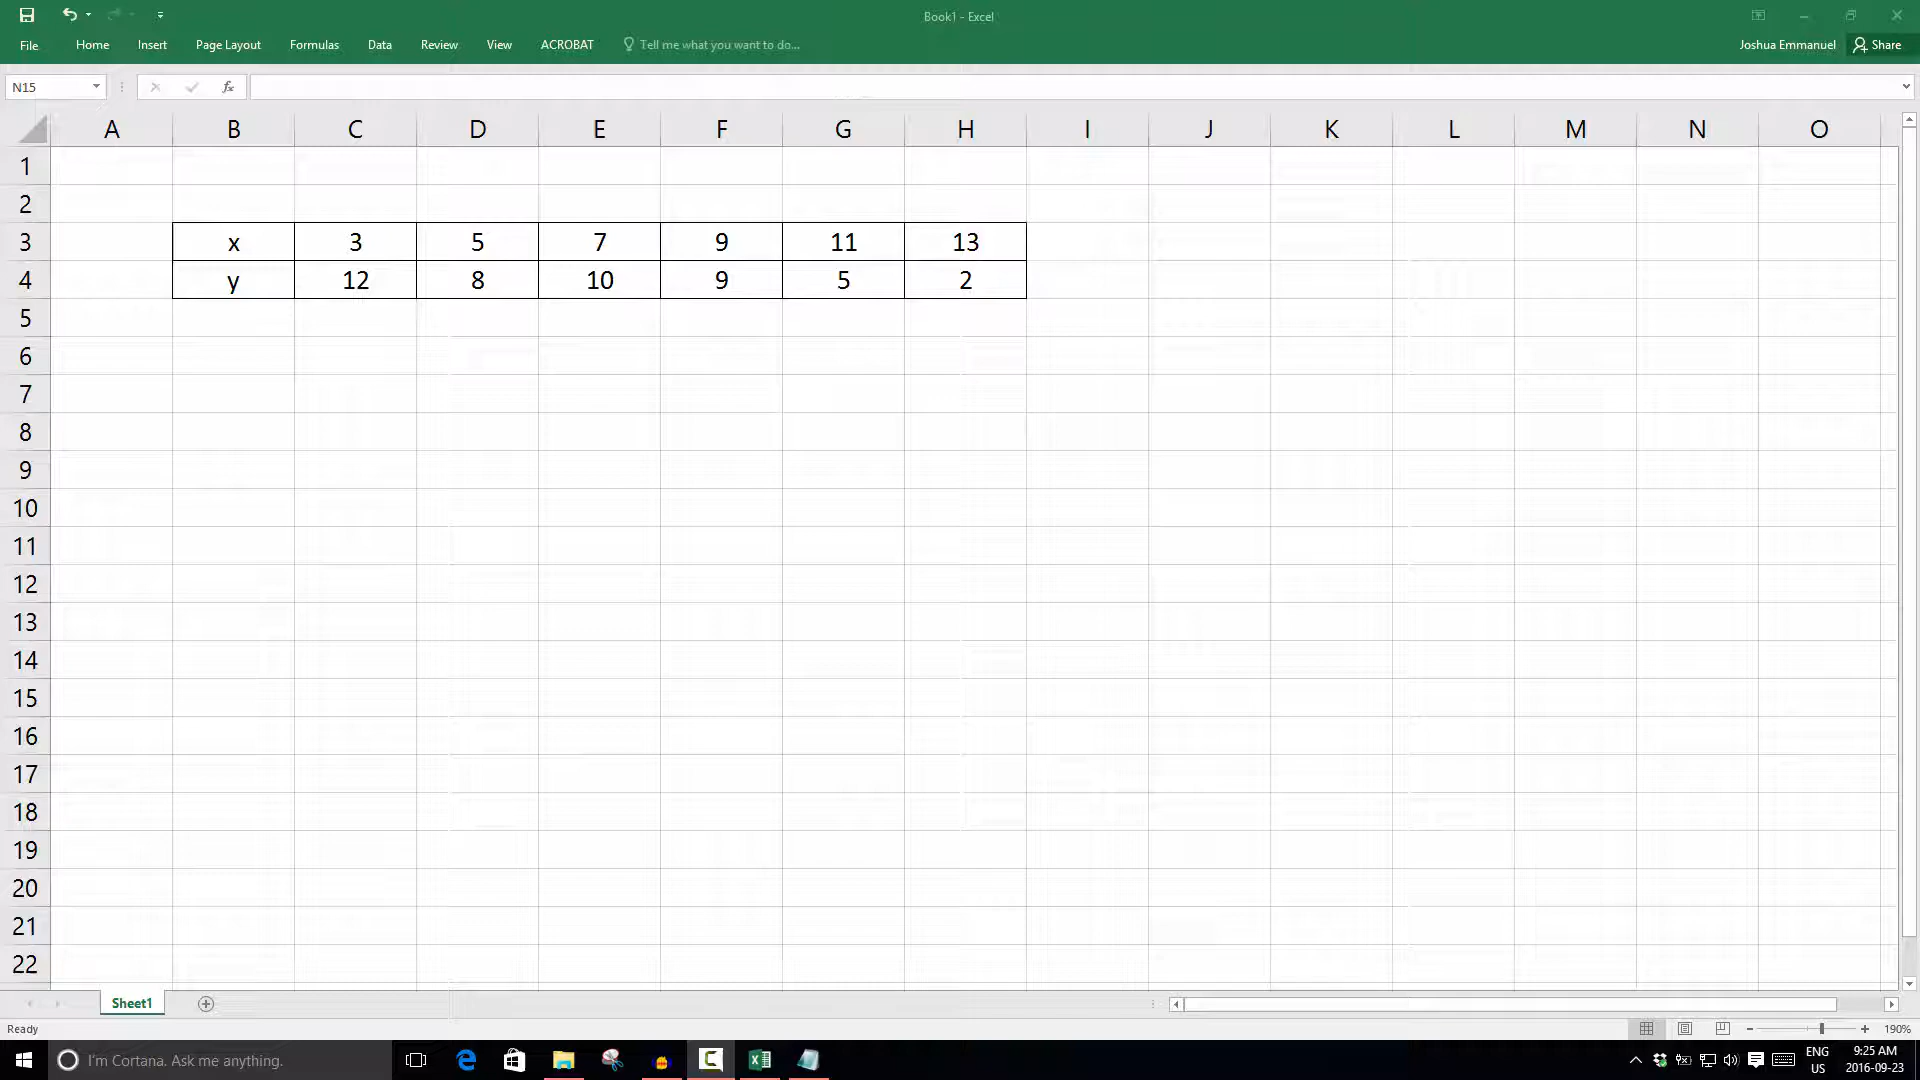 Book1 - Excel
File Home Insert Page Layout Formulas Data Review View ACROBAT Tell me what you want to do... Joshua Emmanuel Share
N15 fx
A B C D E F G H I J K L M N O
1
2
3 x 3 5 7 9 11 13
4 y 12 8 10 9 5 2
5
6
7
8
9
10
11
12
13
14
15
16
17
18
19
20
21
22
Sheet1
Ready 190%
I'm Cortana. Ask me anything. ENG 9:25 AM
US 2016-09-23